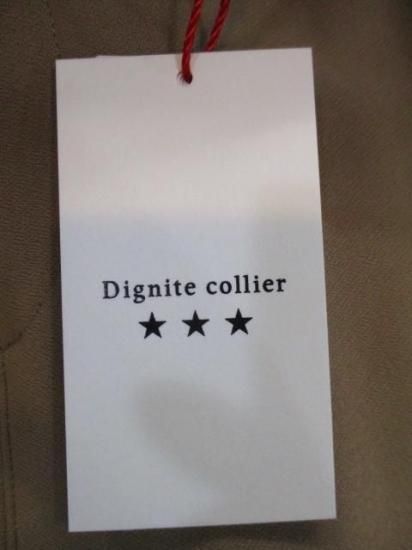 Dignite collier
★ ★ ★